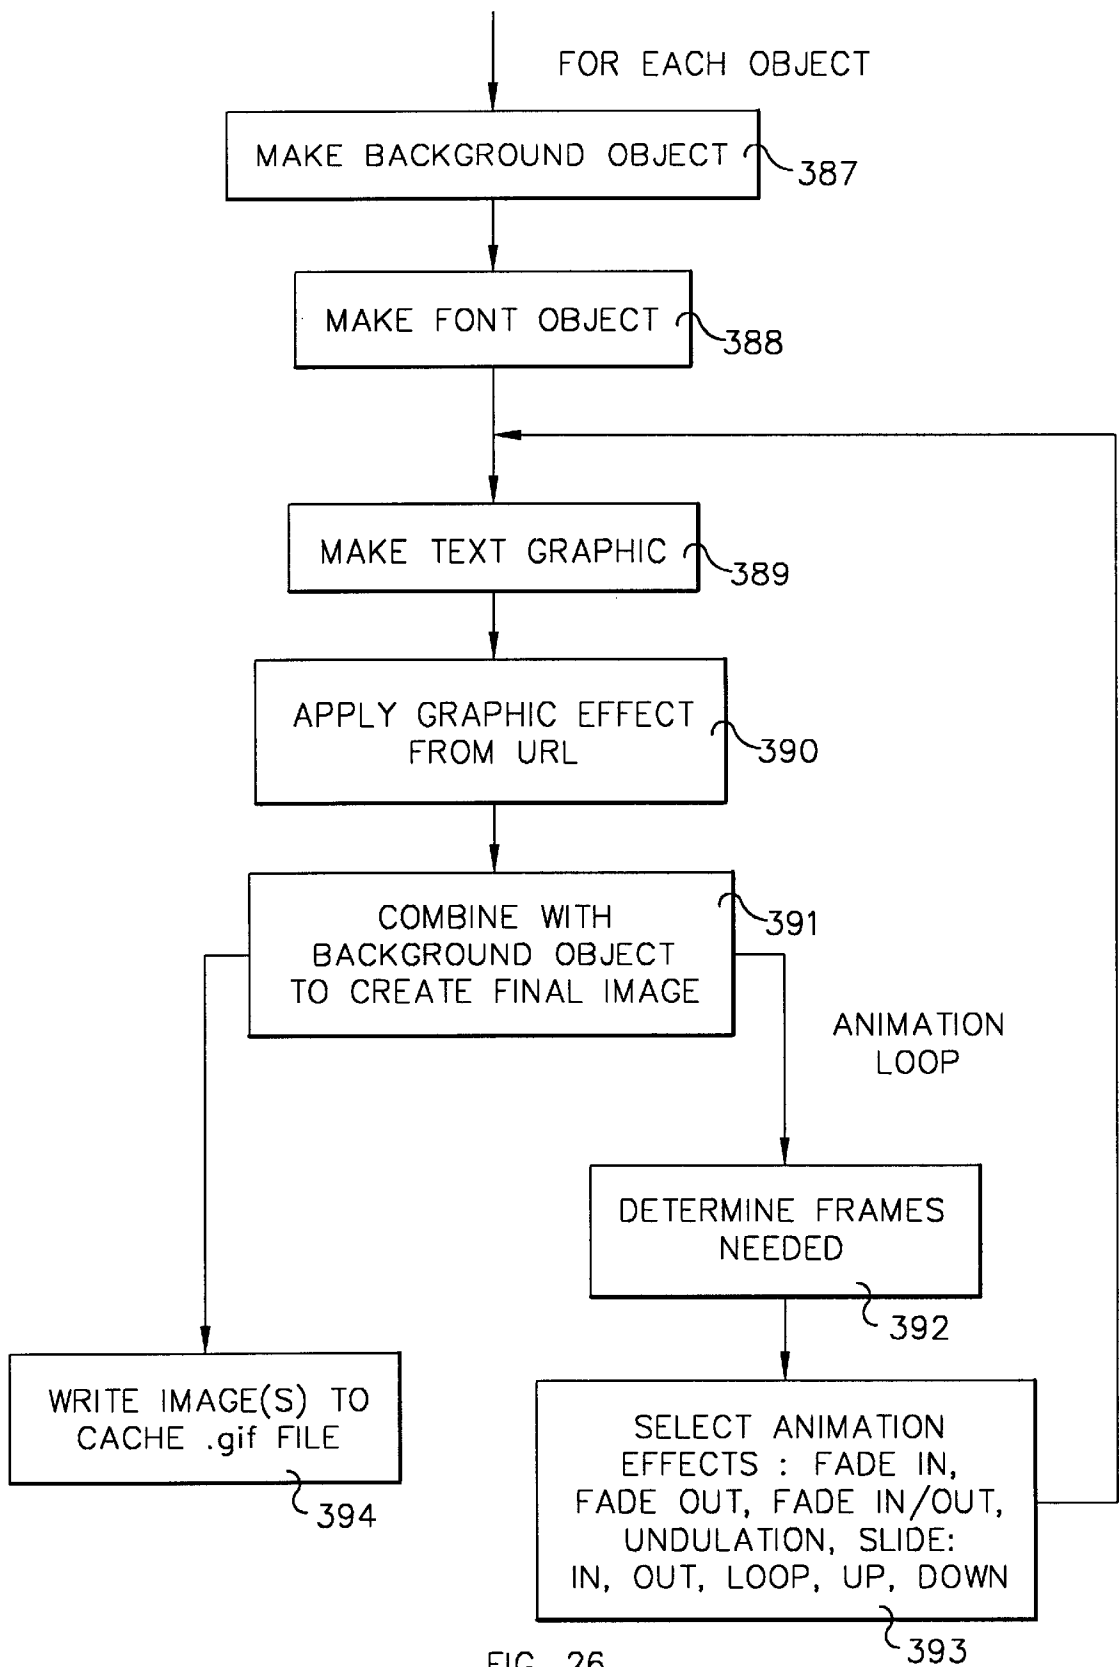 FOR EACH OBJECT
MAKE BACKGROUND OBJECT
387
MAKE FONT OBJECT
388
MAKE TEXT GRAPHIC
389
APPLY GRAPHIC EFFECT
FROM URL
390
COMBINE WITH
BACKGROUND OBJECT
TO CREATE FINAL IMAGE
391
ANIMATION
LOOP
DETERMINE FRAMES
NEEDED
392
WRITE IMAGE(S) TO
CACHE .gif FILE
394
SELECT ANIMATION
EFFECTS : FADE IN,
FADE OUT, FADE IN/OUT,
UNDULATION, SLIDE:
IN, OUT, LOOP, UP, DOWN
393
FIG. 26